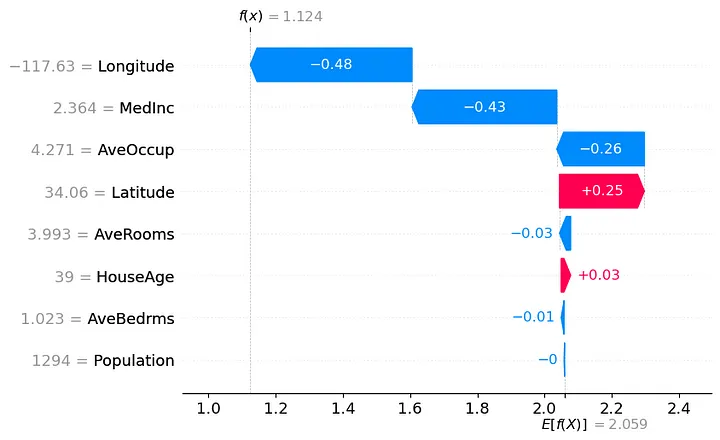 f(x) = 1.124
−117.63 = Longitude −0.48
2.364 = MedInc −0.43
4.271 = AveOccup −0.26
34.06 = Latitude +0.25
3.993 = AveRooms −0.03
39 = HouseAge +0.03
1.023 = AveBedrms −0.01
1294 = Population −0
1.0 1.2 1.4 1.6 1.8 2.0 2.2 2.4
E[f(X)] = 2.059